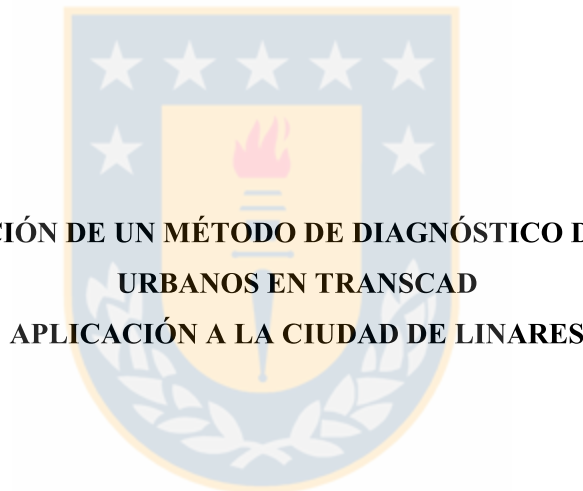 CIÓN DE UN MÉTODO DE DIAGNÓSTICO D
URBANOS EN TRANSCAD
APLICACIÓN A LA CIUDAD DE LINARES